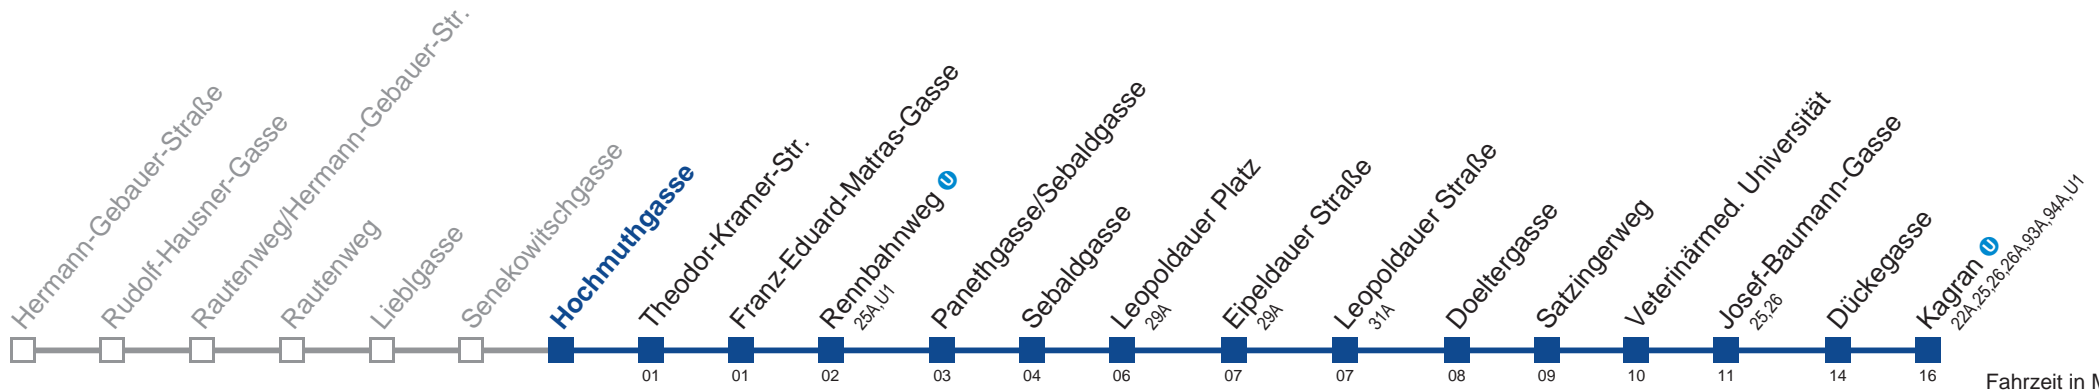 Hermann-Gebauer-Straße
Rudolf-Hausner-Gasse
Rautenweg/Hermann-Gebauer-Str.
Rautenweg
Lieblgasse
Senekowitschgasse
Hochmuthgasse
Theodor-Kramer-Str.
01
Franz-Eduard-Matras-Gasse
01
Rennbahnweg U
25A,U1
02
Panethgasse/Sebaldgasse
03
Sebaldgasse
04
Leopoldauer Platz
29A
06
Eipeldauer Straße
29A
07
Leopoldauer Straße
31A
07
Doeltergasse
08
Satzingerweg
09
Veterinärmed. Universität
10
Josef-Baumann-Gasse
25,26
11
Dückegasse
14
Kagran U
22A,25,26,26A,93A,94A,U1
16
Fahrzeit in M